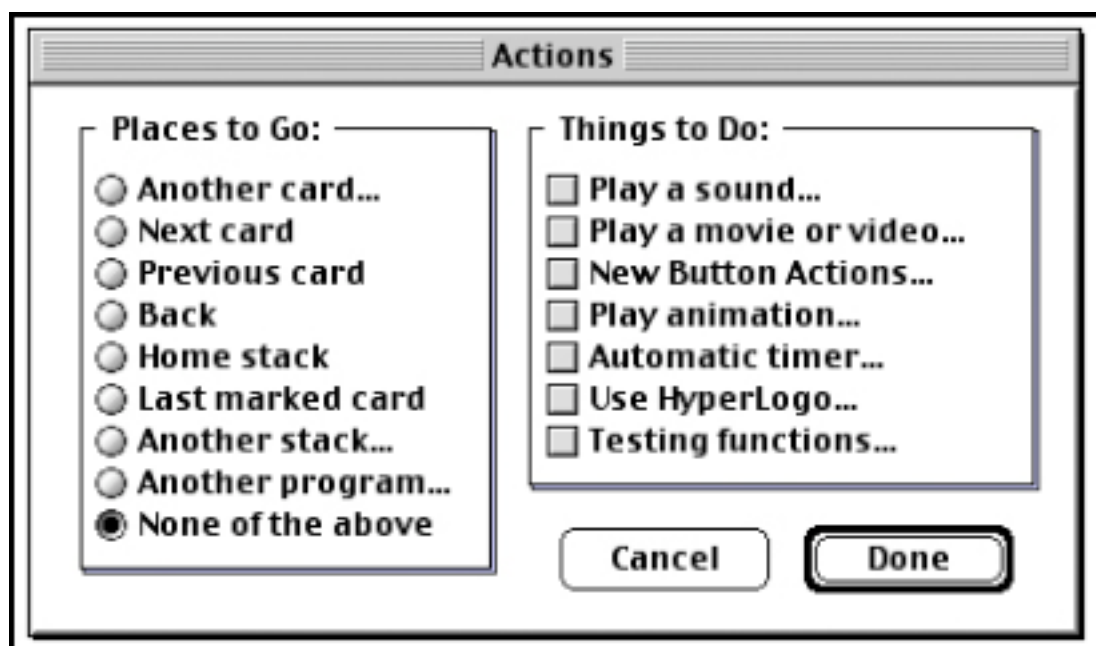 Actions
Places to Go:
Another card...
Next card
Previous card
Back
Home stack
Last marked card
Another stack...
Another program...
None of the above
Things to Do:
Play a sound...
Play a movie or video...
New Button Actions...
Play animation...
Automatic timer...
Use HyperLogo...
Testing functions...
Cancel
Done